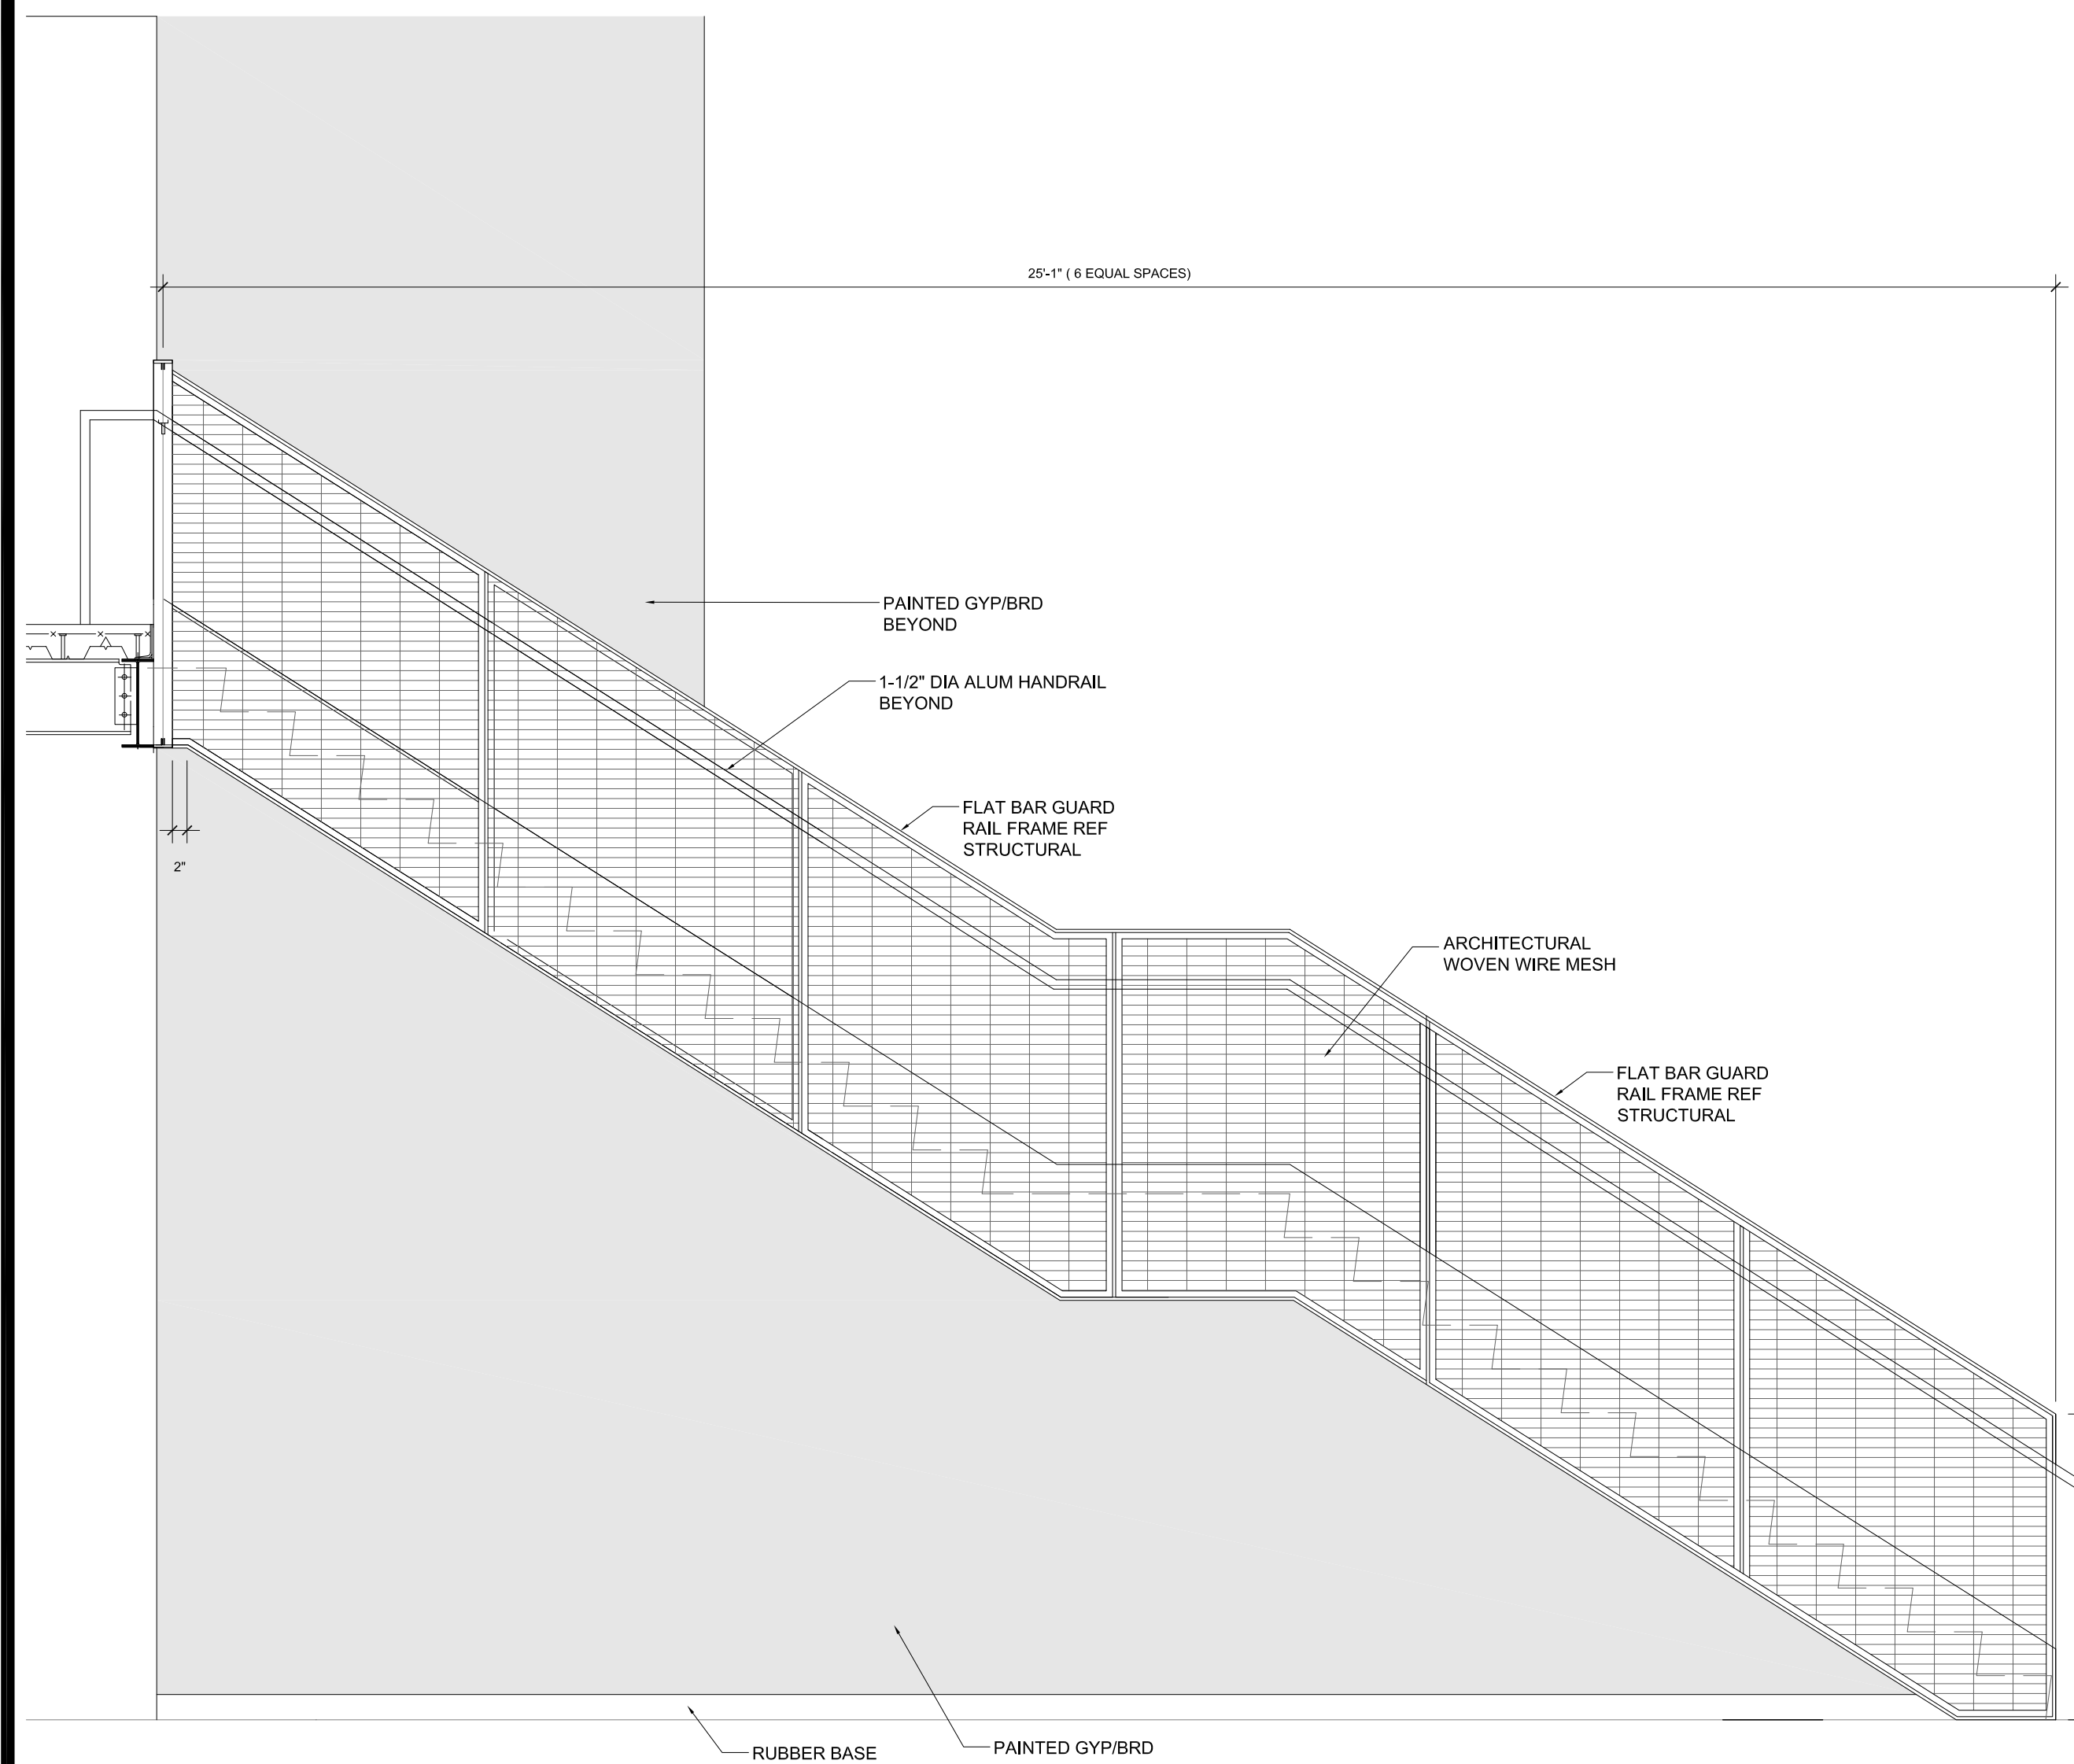 25'-1" ( 6 EQUAL SPACES)
PAINTED GYP/BRD
BEYOND
1-1/2" DIA ALUM HANDRAIL
BEYOND
FLAT BAR GUARD
RAIL FRAME REF
STRUCTURAL
2"
ARCHITECTURAL
WOVEN WIRE MESH
FLAT BAR GUARD
RAIL FRAME REF
STRUCTURAL
RUBBER BASE
PAINTED GYP/BRD